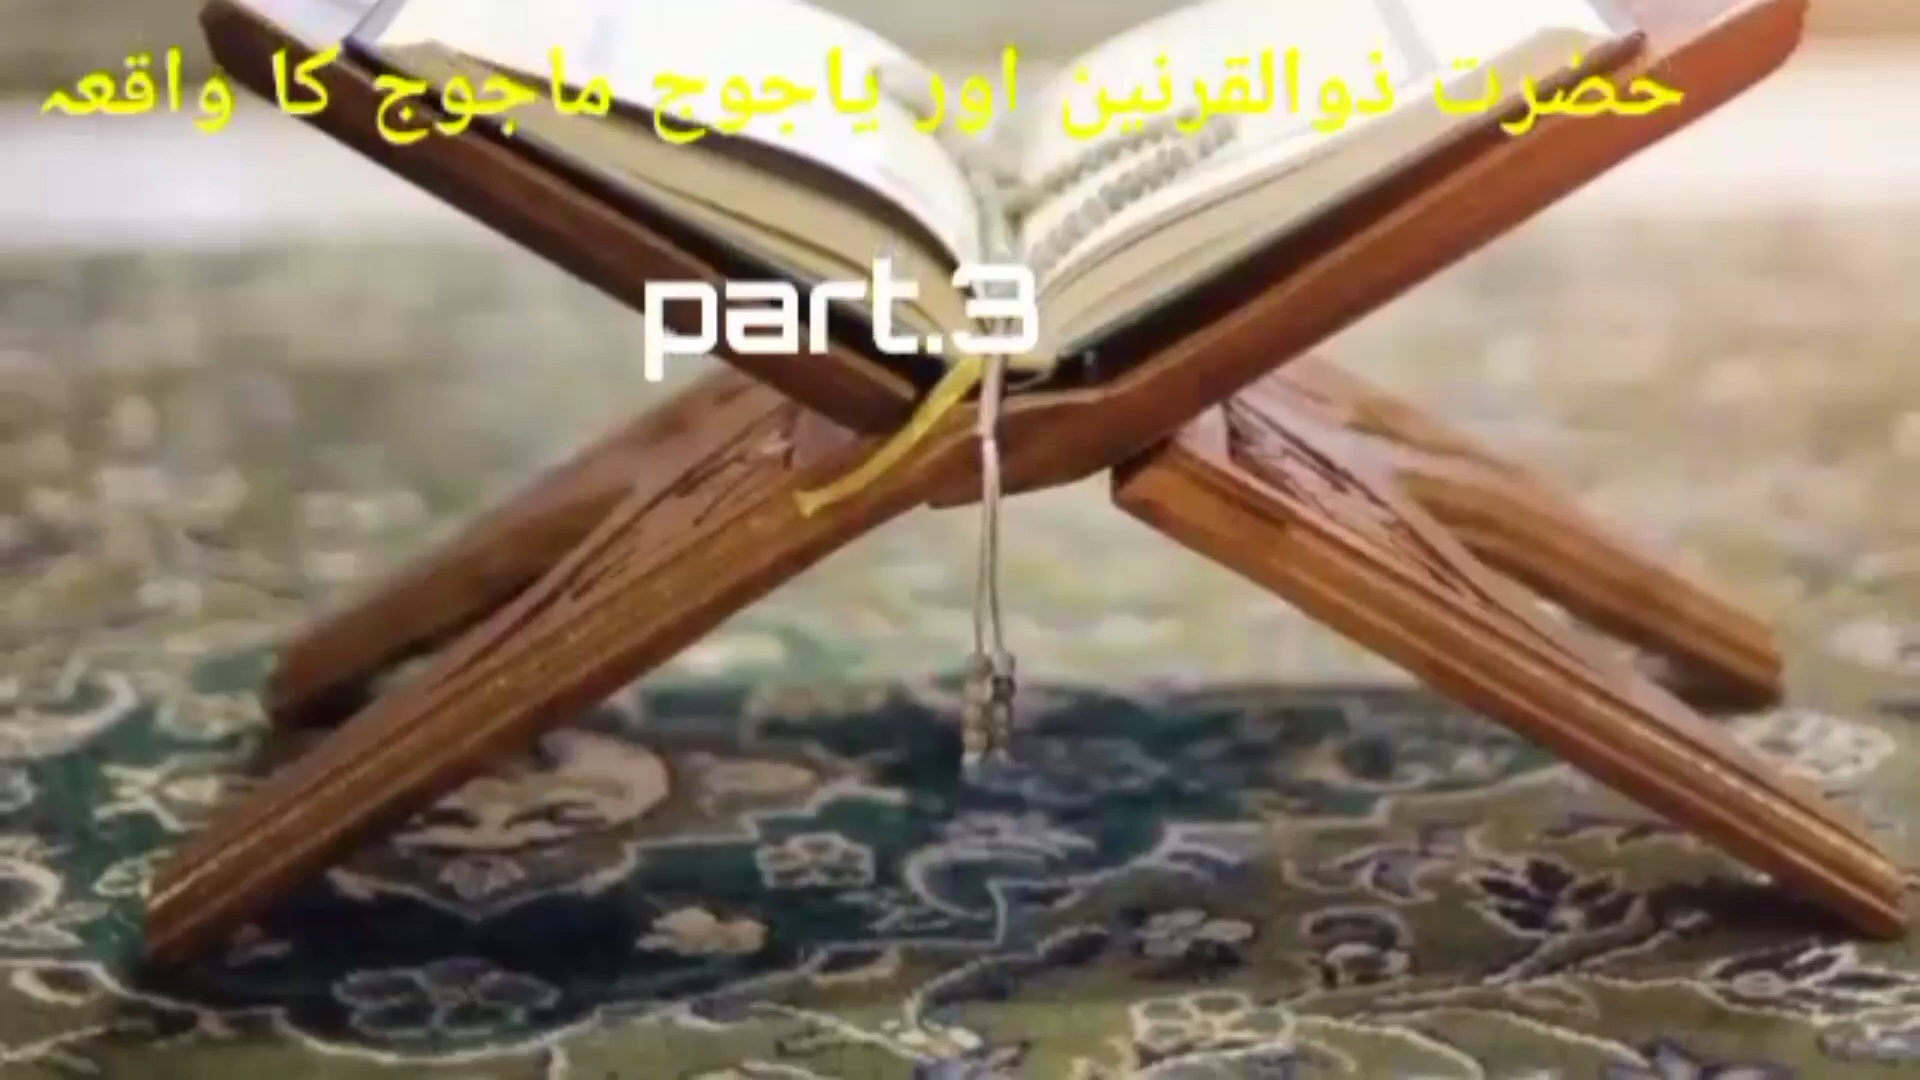 حضرت ذوالقرنین اور یاجوج ماجوج کا واقعہ
part.3